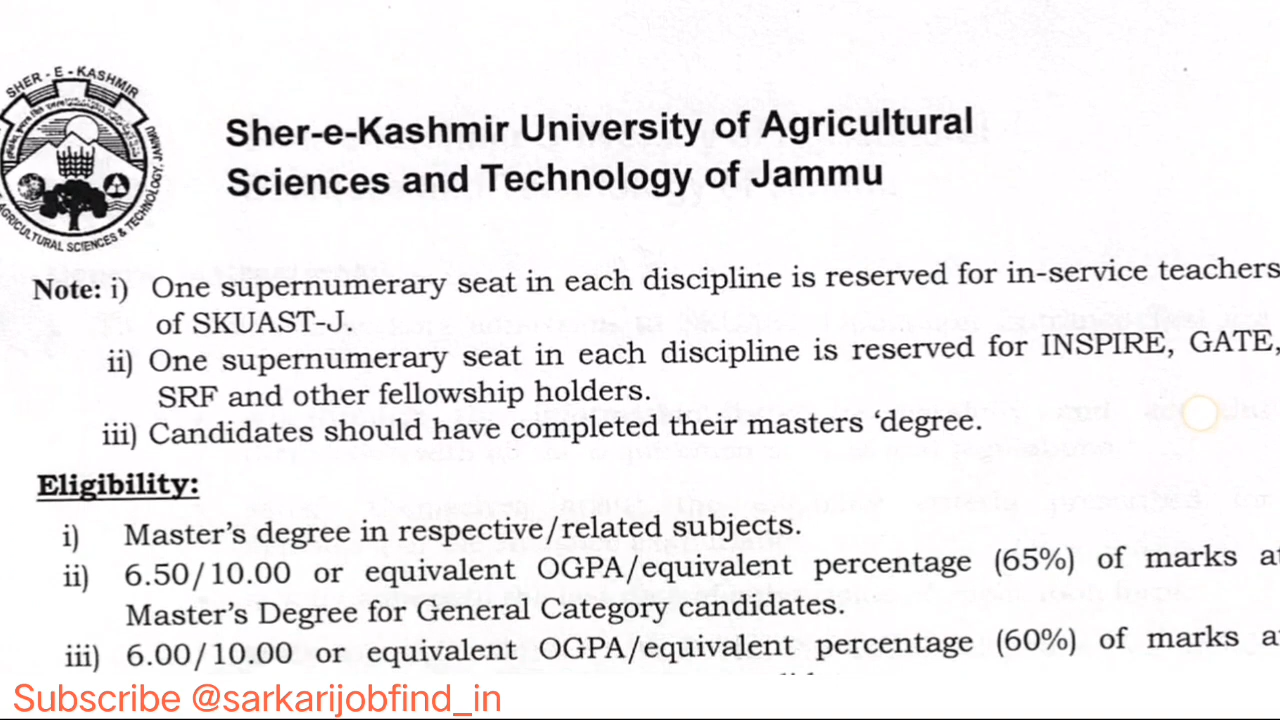 SHER - E - KASHMIR
AGRICULTURAL SCIENCES & TECHNOLOGY, JAMMU
Sher-e-Kashmir University of Agricultural
Sciences and Technology of Jammu
Note: i) One supernumerary seat in each discipline is reserved for in-service teachers
of SKUAST-J.
ii) One supernumerary seat in each discipline is reserved for INSPIRE, GATE,
SRF and other fellowship holders.
iii) Candidates should have completed their masters ‘degree.
Eligibility:
i) Master’s degree in respective/related subjects.
ii) 6.50/10.00 or equivalent OGPA/equivalent percentage (65%) of marks at
Master’s Degree for General Category candidates.
iii) 6.00/10.00 or equivalent OGPA/equivalent percentage (60%) of marks at
Subscribe @sarkarijobfind_in